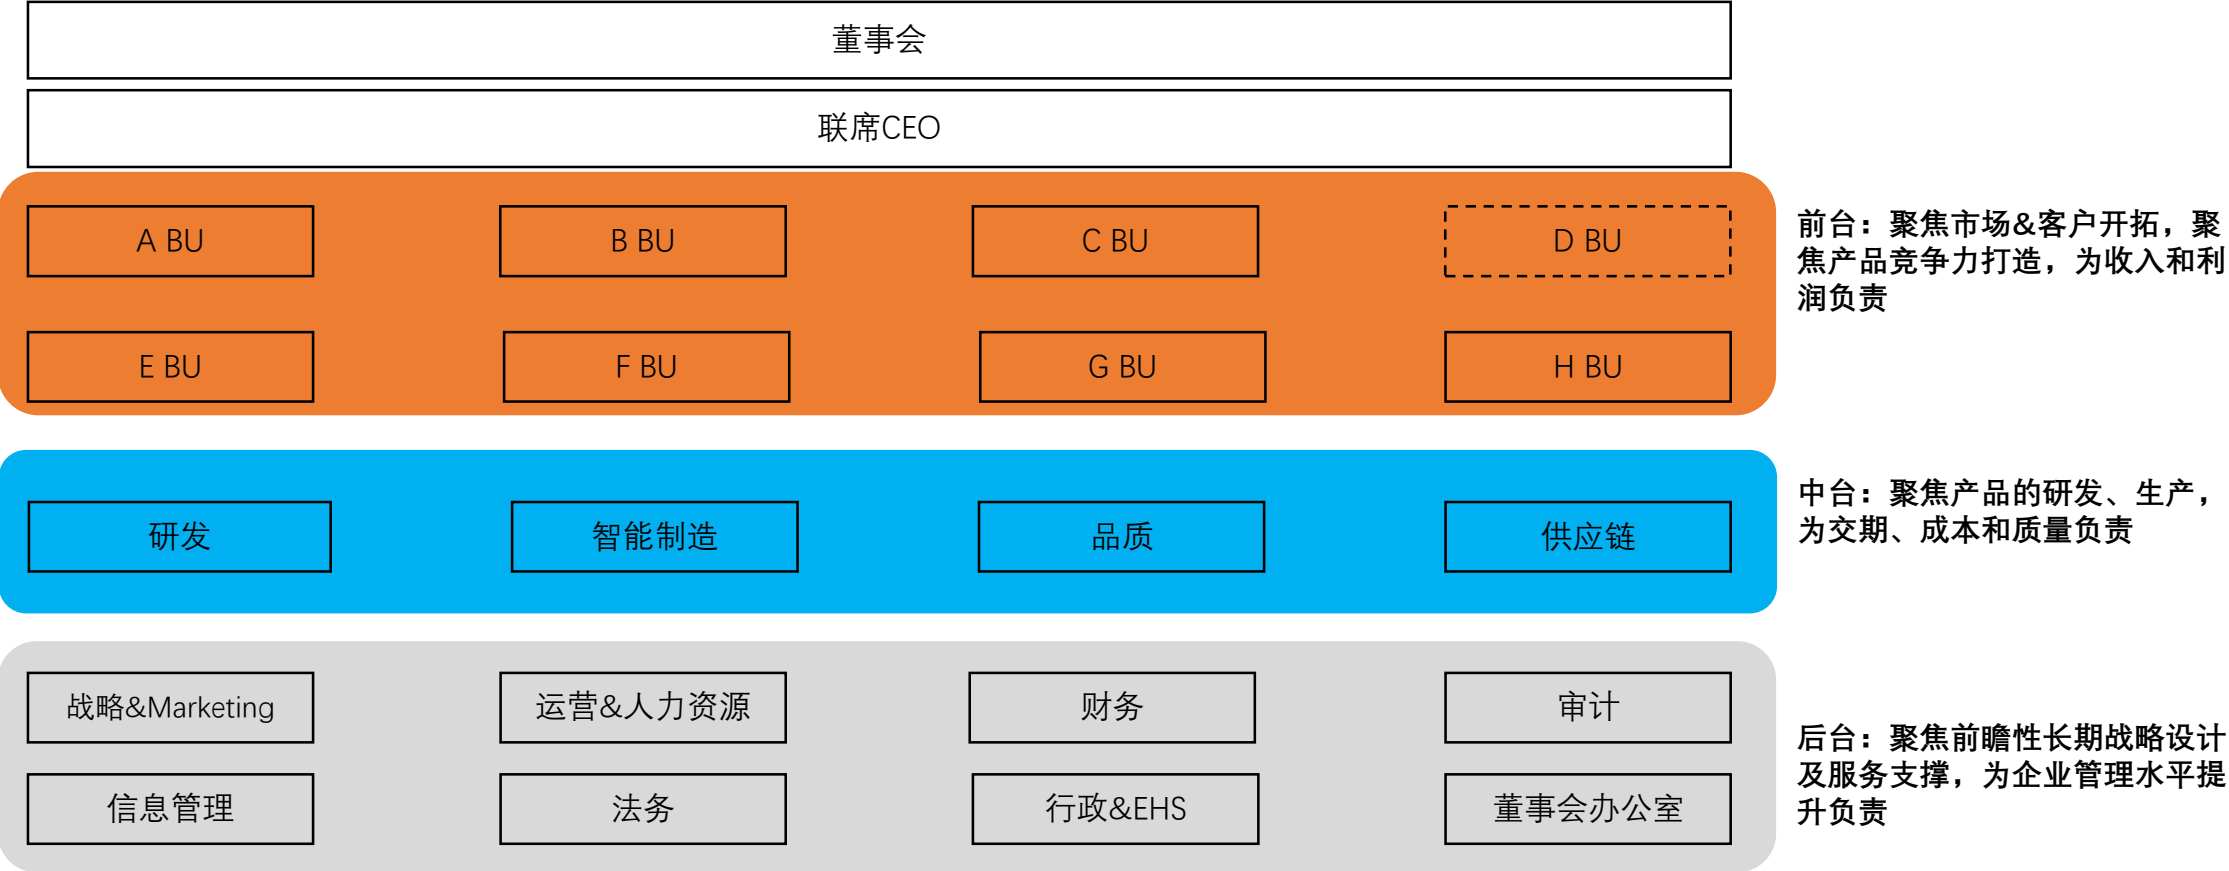 董事会
联席CEO
A BU
B BU
C BU
D BU
E BU
F BU
G BU
H BU
前台：聚焦市场&客户开拓，聚
焦产品竞争力打造，为收入和利
润负责
研发
智能制造
品质
供应链
中台：聚焦产品的研发、生产，
为交期、成本和质量负责
战略&Marketing
运营&人力资源
财务
审计
信息管理
法务
行政&EHS
董事会办公室
后台：聚焦前瞻性长期战略设计
及服务支撑，为企业管理水平提
升负责